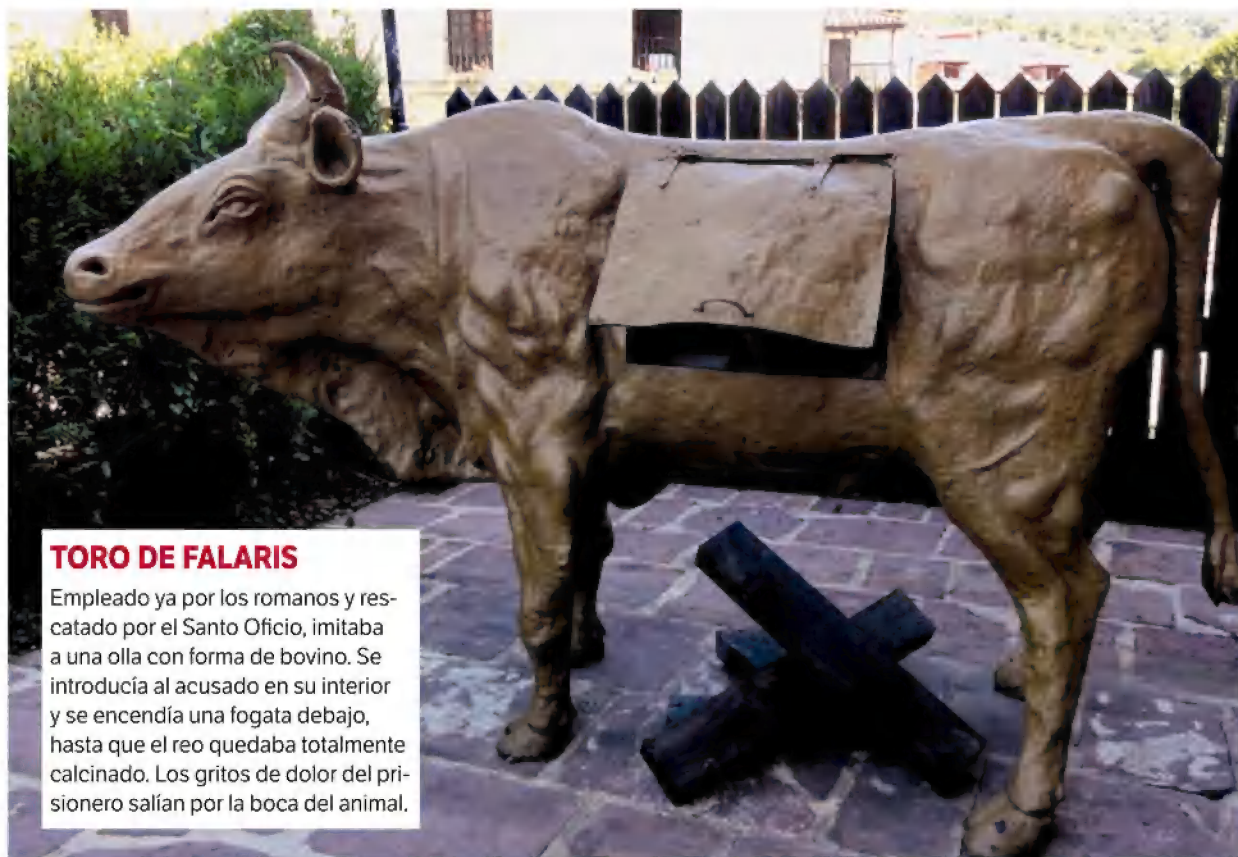 TORO DE FALARIS
Empleado ya por los romanos y res-
catado por el Santo Oficio, imitaba
a una olla con forma de bovino. Se
introducía al acusado en su interior
y se encendía una fogata debajo,
hasta que el reo quedaba totalmente
calcinado. Los gritos de dolor del pri-
sionero salían por la boca del animal.